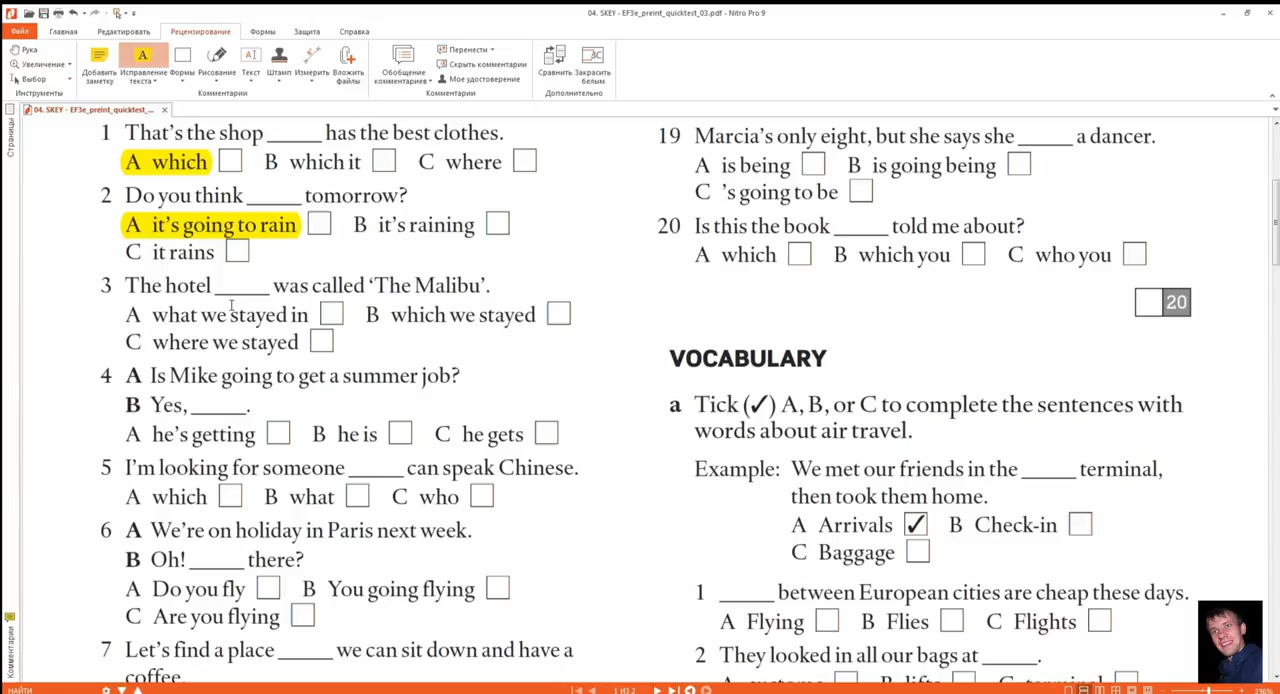 04. SKEY - EF3e_preint_quicktest_03.pdf - Nitro Pro 9
Файл Главная Редактировать Рецензирование Формы Защита Справка
Рука
Увеличение
Выбор
Инструменты
Добавить заметку
Исправление текста
Формы
Рисование
Текст
Штамп
Измерить
Вложить файлы
Комментарии
Обобщение комментариев
Перенести
Скрыть комментарии
Мое удостоверение
Комментарии
Сравнить
Закрасить белым
Дополнительно
04. SKEY - EF3e_preint_quicktest_...
Страницы
Комментарии
1 That's the shop _____ has the best clothes.
A which B which it C where
2 Do you think _____ tomorrow?
A it's going to rain B it's raining
C it rains
3 The hotel _____ was called 'The Malibu'.
A what we stayed in B which we stayed
C where we stayed
4 A Is Mike going to get a summer job?
B Yes, _____.
A he's getting B he is C he gets
5 I'm looking for someone _____ can speak Chinese.
A which B what C who
6 A We're on holiday in Paris next week.
B Oh! _____ there?
A Do you fly B You going flying
C Are you flying
7 Let's find a place _____ we can sit down and have a
coffee.
19 Marcia's only eight, but she says she _____ a dancer.
A is being B is going being
C 's going to be
20 Is this the book _____ told me about?
A which B which you C who you
20
VOCABULARY
a Tick (✓) A, B, or C to complete the sentences with
words about air travel.
Example: We met our friends in the _____ terminal,
then took them home.
A Arrivals ✓ B Check-in
C Baggage
1 _____ between European cities are cheap these days.
A Flying B Flies C Flights
2 They looked in all our bags at _____.
НАЙТИ
1 ИЗ 2